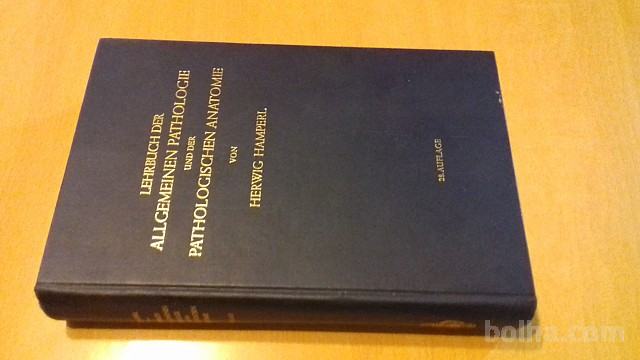 LEHRBUCH DER
ALLGEMEINEN PATHOLOGIE
UND DER
PATHOLOGISCHEN ANATOMIE
VON
HERWIG HAMPERL
28. AUFLAGE
bolha.com